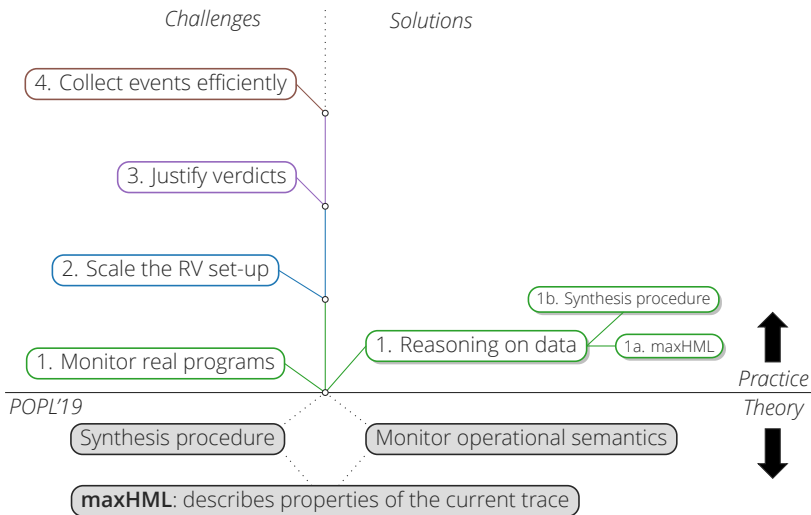 Challenges
Solutions
4. Collect events efficiently
3. Justify verdicts
2. Scale the RV set-up
1b. Synthesis procedure
1. Monitor real programs
1. Reasoning on data
1a. maxHML
Practice
POPL'19
Theory
Synthesis procedure
Monitor operational semantics
maxHML: describes properties of the current trace